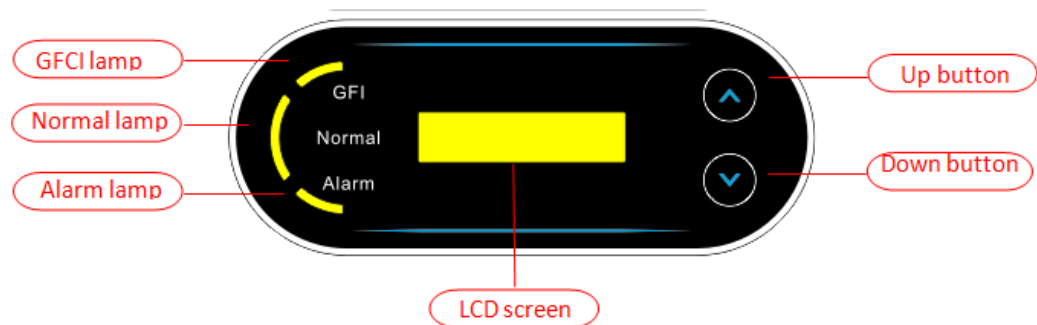 GFCI lamp
Normal lamp
Alarm lamp
GFI
Normal
Alarm
Up button
Down button
LCD screen